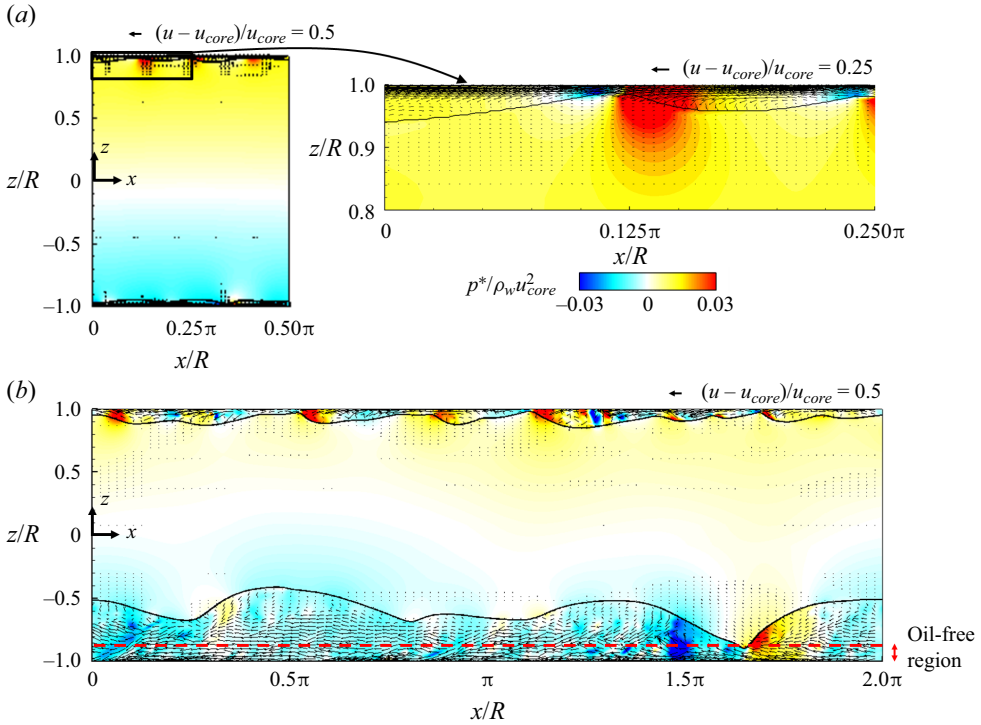 (a)
(u – u_core)/u_core = 0.5
1.0
0.5
z/R
0
–0.5
–1.0
z
x
0
0.25π
0.50π
x/R
(u – u_core)/u_core = 0.25
1.0
z/R
0.9
0.8
0
0.125π
0.250π
x/R
p*/ρ_w u²_core
–0.03
0
0.03
(b)
(u – u_core)/u_core = 0.5
1.0
0.5
z/R
0
–0.5
–1.0
z
x
Oil-free
region
0
0.5π
π
1.5π
2.0π
x/R